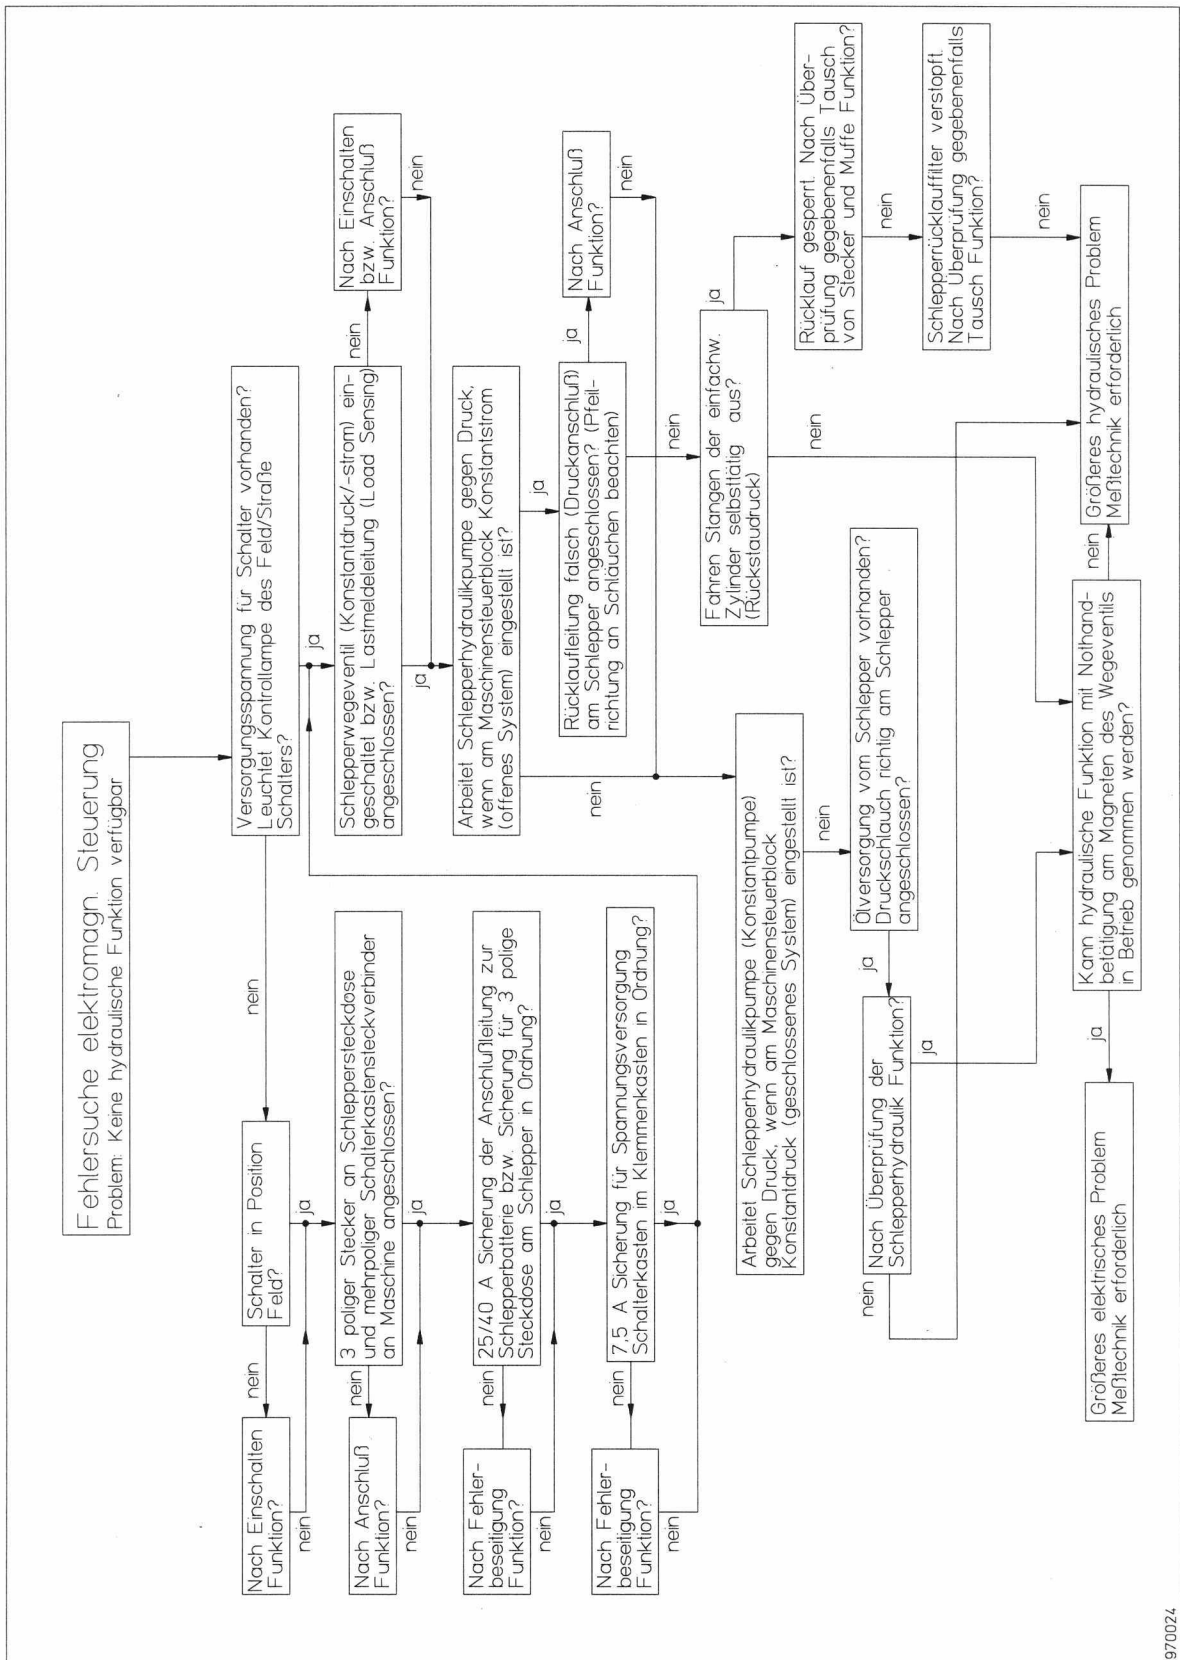 Fehlersuche elektromagn. Steuerung
Problem: Keine hydraulische Funktion verfügbar
Versorgungsspannung für Schalter vorhanden?
Leuchtet Kontrollampe des Feld/Straße
Schalters?
nein
ja
Schalter in Position
Feld?
nein
ja
Nach Einschalten
Funktion?
nein
3 poliger Stecker an Schleppersteckdose
und mehrpoliger Schalterkastensteckverbinder
an Maschine angeschlossen?
nein
ja
Nach Anschluß
Funktion?
nein
25/40 A Sicherung der Anschlußleitung zur
Schlepperbatterie bzw. Sicherung für 3 polige
Steckdose am Schlepper in Ordnung?
nein
ja
Nach Fehler-
beseitigung
Funktion?
nein
7,5 A Sicherung für Spannungsversorgung
Schalterkasten im Klemmenkasten in Ordnung?
nein
ja
Nach Fehler-
beseitigung
Funktion?
nein
Schlepperwegeventil (Konstantdruck/-strom) ein-
geschaltet bzw. Lastmeldeleitung (Load Sensing)
angeschlossen?
nein
ja
Nach Einschalten
bzw. Anschluß
Funktion?
nein
Arbeitet Schlepperhydraulikpumpe gegen Druck,
wenn am Maschinensteuerblock Konstantstrom
(offenes System) eingestellt ist?
nein
ja
Rücklaufleitung falsch (Druckanschluß)
am Schlepper angeschlossen? (Pfeil-
richtung an Schläuchen beachten)
ja
nein
Nach Anschluß
Funktion?
nein
Fahren Stangen der einfachw.
Zylinder selbsttätig aus?
(Rückstaudruck)
ja
nein
Rücklauf gesperrt. Nach Über-
prüfung gegebenenfalls Tausch
von Stecker und Muffe Funktion?
nein
Schlepperrücklauffilter verstopft.
Nach Überprüfung gegebenenfalls
Tausch Funktion?
nein
Arbeitet Schlepperhydraulikpumpe (Konstantpumpe)
gegen Druck, wenn am Maschinensteuerblock
Konstantdruck (geschlossenes System) eingestellt ist?
nein
Ölversorgung vom Schlepper vorhanden?
Druckschlauch richtig am Schlepper
angeschlossen?
ja
Nach Überprüfung der
Schlepperhydraulik Funktion?
nein
ja
Kann hydraulische Funktion mit Nothand-
betätigung am Magneten des Wegeventils
in Betrieb genommen werden?
ja
nein
Größeres elektrisches Problem
Meßtechnik erforderlich
Größeres hydraulisches Problem
Meßtechnik erforderlich
970024